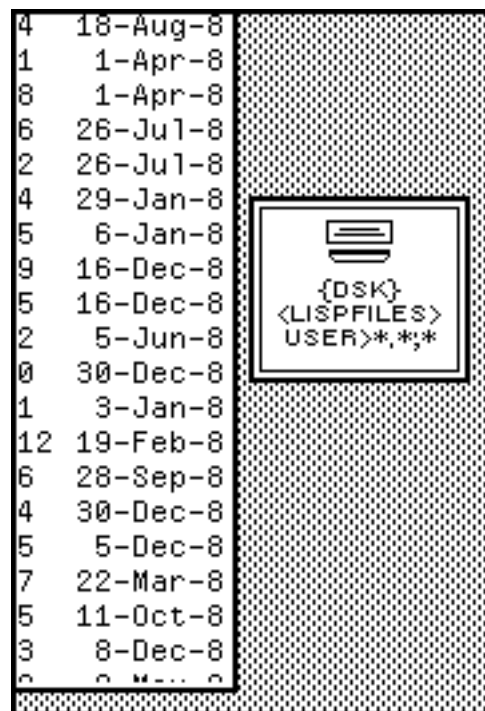 4 18-Aug-8
1 1-Apr-8
8 1-Apr-8
6 26-Jul-8
2 26-Jul-8
4 29-Jan-8
5 6-Jan-8
9 16-Dec-8
5 16-Dec-8
2 5-Jun-8
0 30-Dec-8
1 3-Jan-8
12 19-Feb-8
6 28-Sep-8
4 30-Dec-8
5 5-Dec-8
7 22-Mar-8
5 11-Oct-8
3 8-Dec-8
{DSK}
<LISPFILES>
USER>*.*;*